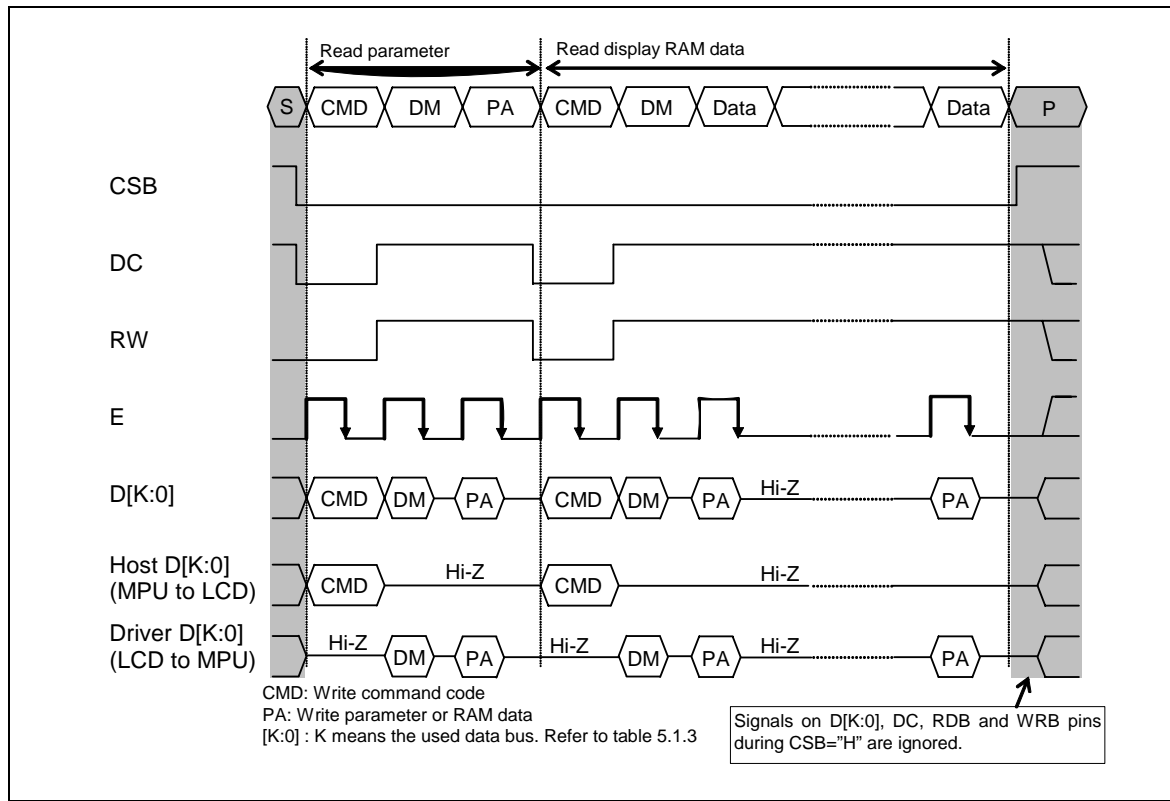 Read parameter
Read display RAM data
S CMD DM PA CMD DM Data Data P
CSB
DC
RW
E
D[K:0] CMD DM PA CMD DM PA Hi-Z PA
Host D[K:0]
(MPU to LCD) CMD Hi-Z CMD Hi-Z
Driver D[K:0]
(LCD to MPU) Hi-Z DM PA Hi-Z DM PA Hi-Z PA
CMD: Write command code
PA: Write parameter or RAM data
[K:0] : K means the used data bus. Refer to table 5.1.3
Signals on D[K:0], DC, RDB and WRB pins
during CSB=”H” are ignored.